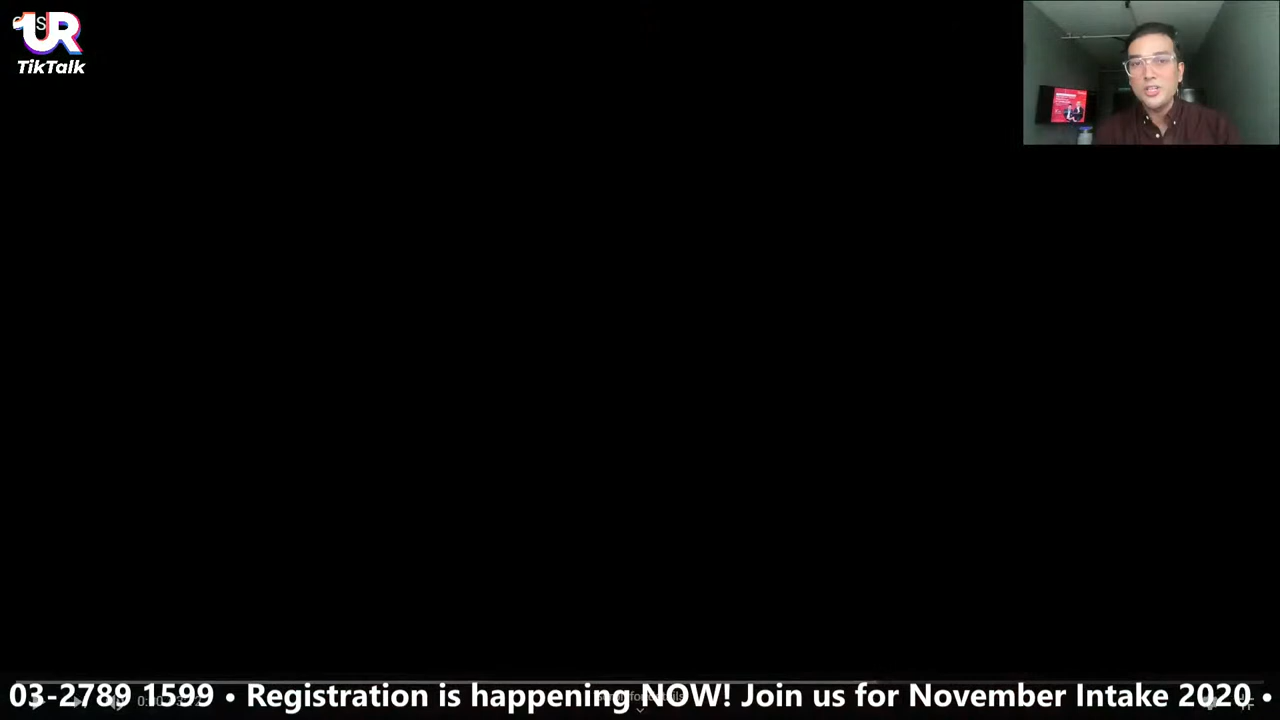 UR
TikTalk
03-2789 1599 • Registration is happening NOW! Join us for November Intake 2020 •